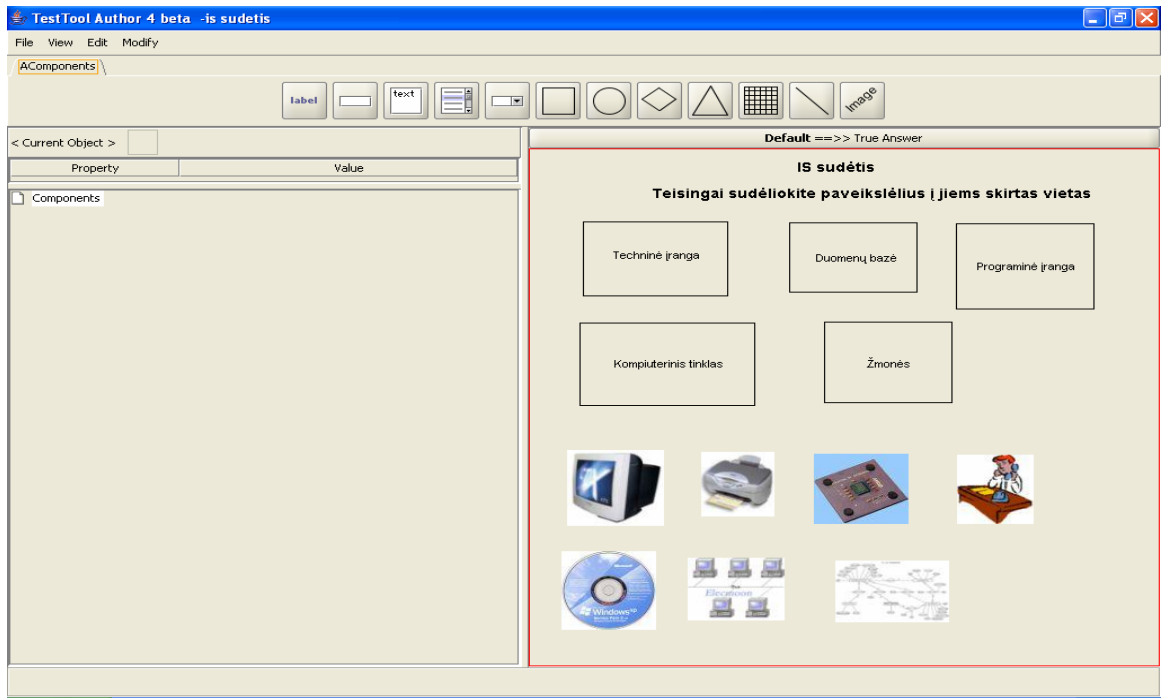 TestTool Author 4 beta -is sudetis
File View Edit Modify
AComponents
label text Image
< Current Object >
Property Value
Components
Default ==>> True Answer
IS sudėtis
Teisingai sudėliokite paveikslėlius į jiems skirtas vietas
Techninė įranga
Duomenų bazė
Programinė įranga
Kompiuterinis tinklas
Žmonės
Windows xp